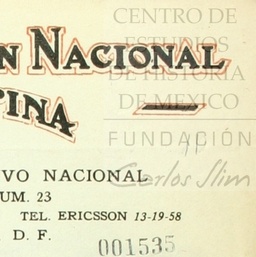 CENTRO DE
ESTUDIOS
DE HISTORIA
DE MEXICO
FUNDACIÓN
Carlos Slim
N NACIONAL
PINA
VO NACIONAL
UM. 23
TEL. ERICSSON 13-19-58
D. F.
001535